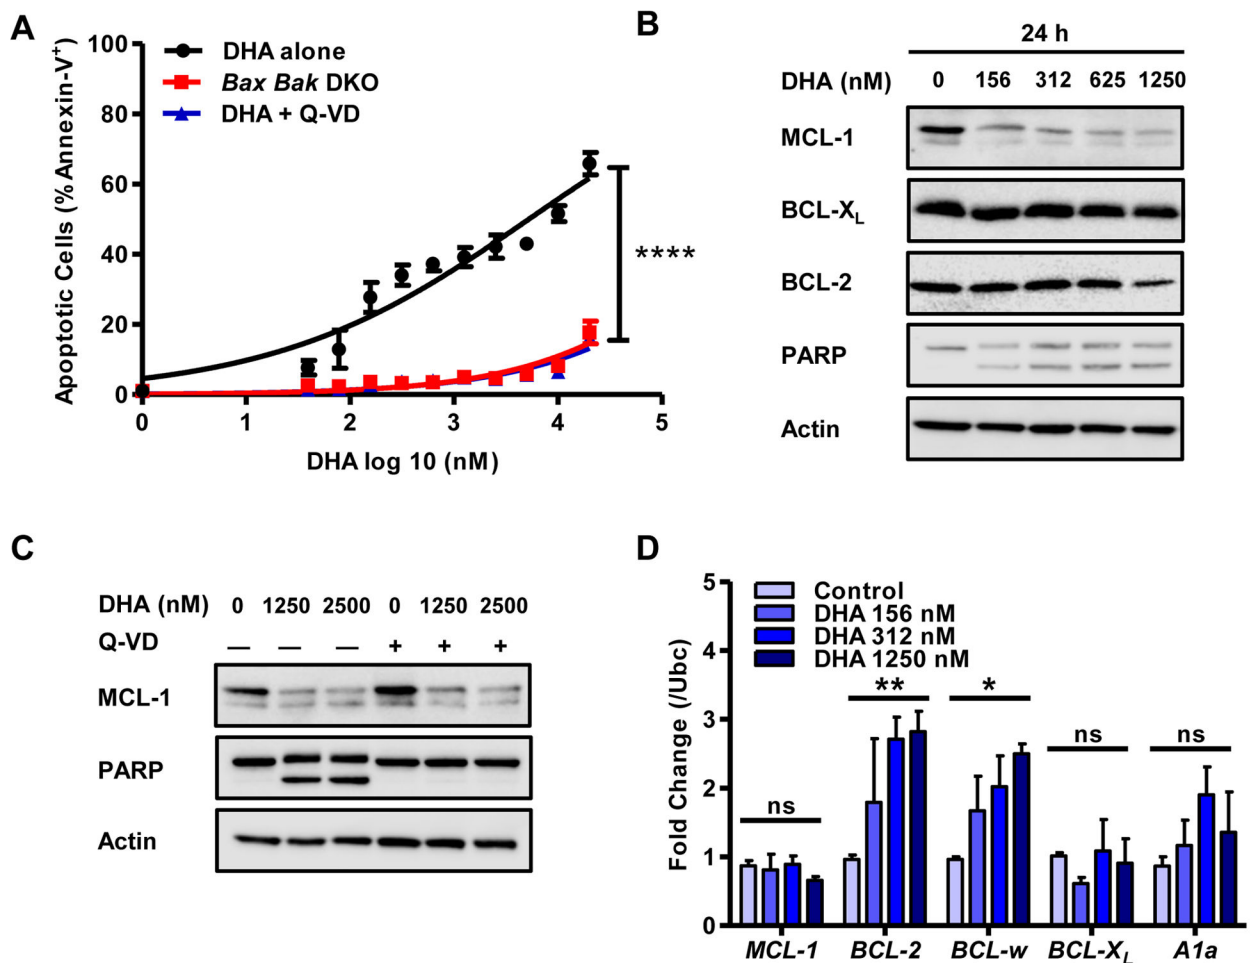 A
Apoptotic Cells (% Annexin-V⁺)
100
80
60
40
20
0
DHA alone
Bax Bak DKO
DHA + Q-VD
****
0 1 2 3 4 5
DHA log 10 (nM)
B
24 h
DHA (nM) 0 156 312 625 1250
MCL-1
BCL-X_L
BCL-2
PARP
Actin
C
DHA (nM) 0 1250 2500 0 1250 2500
Q-VD — — — + + +
MCL-1
PARP
Actin
D
Fold Change (/Ubc)
5
4
3
2
1
0
Control
DHA 156 nM
DHA 312 nM
DHA 1250 nM
ns ** * ns ns
MCL-1 BCL-2 BCL-w BCL-X_L A1a